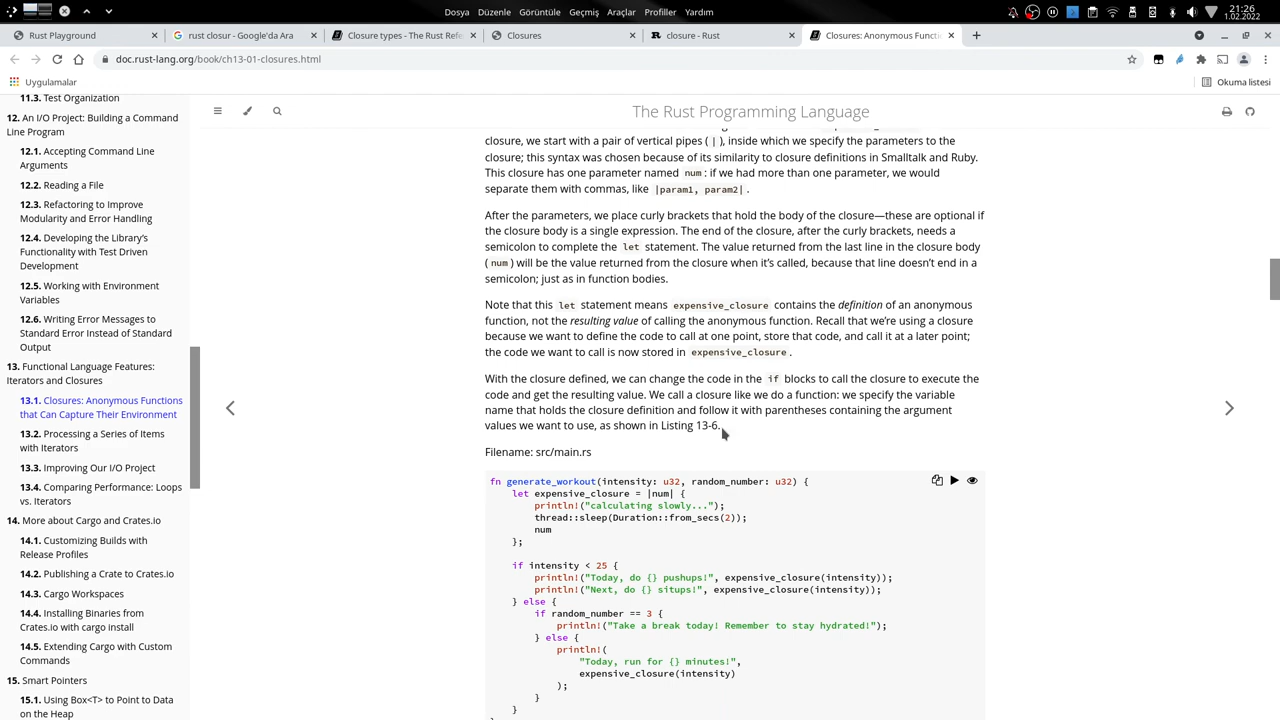 Dosya Düzenle Görüntüle Geçmiş Araçlar Profiller Yardım
21:26
1.02.2022
Rust Playground
rust closur - Google'da Ara
Closure types - The Rust Refe
Closures
closure - Rust
Closures: Anonymous Functi
doc.rust-lang.org/book/ch13-01-closures.html
Uygulamalar
Okuma listesi
11.3. Test Organization
12. An I/O Project: Building a Command
Line Program
12.1. Accepting Command Line
Arguments
12.2. Reading a File
12.3. Refactoring to Improve
Modularity and Error Handling
12.4. Developing the Library's
Functionality with Test Driven
Development
12.5. Working with Environment
Variables
12.6. Writing Error Messages to
Standard Error Instead of Standard
Output
13. Functional Language Features:
Iterators and Closures
13.1. Closures: Anonymous Functions
that Can Capture Their Environment
13.2. Processing a Series of Items
with Iterators
13.3. Improving Our I/O Project
13.4. Comparing Performance: Loops
vs. Iterators
14. More about Cargo and Crates.io
14.1. Customizing Builds with
Release Profiles
14.2. Publishing a Crate to Crates.io
14.3. Cargo Workspaces
14.4. Installing Binaries from
Crates.io with cargo install
14.5. Extending Cargo with Custom
Commands
15. Smart Pointers
15.1. Using Box<T> to Point to Data
on the Heap
The Rust Programming Language
closure, we start with a pair of vertical pipes (|), inside which we specify the parameters to the
closure; this syntax was chosen because of its similarity to closure definitions in Smalltalk and Ruby.
This closure has one parameter named num: if we had more than one parameter, we would
separate them with commas, like |param1, param2|.
After the parameters, we place curly brackets that hold the body of the closure—these are optional if
the closure body is a single expression. The end of the closure, after the curly brackets, needs a
semicolon to complete the let statement. The value returned from the last line in the closure body
(num) will be the value returned from the closure when it's called, because that line doesn't end in a
semicolon; just as in function bodies.
Note that this let statement means expensive_closure contains the definition of an anonymous
function, not the resulting value of calling the anonymous function. Recall that we're using a closure
because we want to define the code to call at one point, store that code, and call it at a later point;
the code we want to call is now stored in expensive_closure.
With the closure defined, we can change the code in the if blocks to call the closure to execute the
code and get the resulting value. We call a closure like we do a function: we specify the variable
name that holds the closure definition and follow it with parentheses containing the argument
values we want to use, as shown in Listing 13-6.
Filename: src/main.rs
fn generate_workout(intensity: u32, random_number: u32) {
let expensive_closure = |num| {
println!("calculating slowly...");
thread::sleep(Duration::from_secs(2));
num
};
if intensity < 25 {
println!("Today, do {} pushups!", expensive_closure(intensity));
println!("Next, do {} situps!", expensive_closure(intensity));
} else {
if random_number == 3 {
println!("Take a break today! Remember to stay hydrated!");
} else {
println!(
"Today, run for {} minutes!",
expensive_closure(intensity)
);
}
}